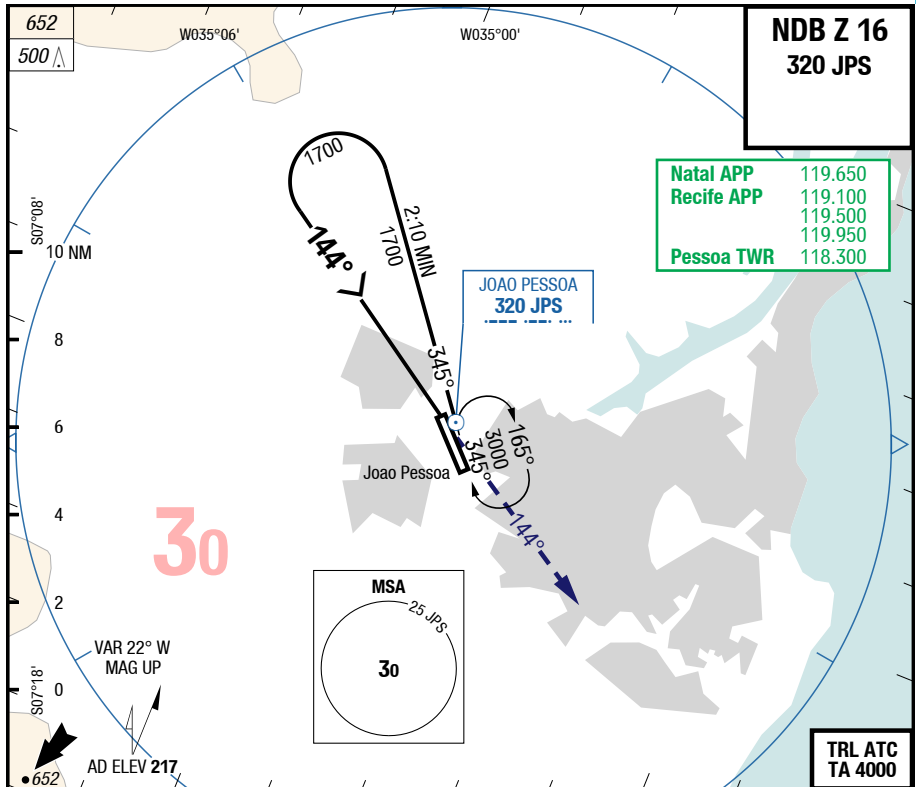 652
500
W035°06'
W035°00'
NDB Z 16
320 JPS
Natal APP 119.650
Recife APP 119.100
119.500
119.950
Pessoa TWR 118.300
1700
2:10 MIN
1700
144°
S07°08'
10 NM
JOAO PESSOA
320 JPS
8
345°
6
165°
3000
345°
Joao Pessoa
4
144°
30
2
MSA
25 JPS
30
VAR 22° W
MAG UP
S07°18'
0
AD ELEV 217
652
TRL ATC
TA 4000